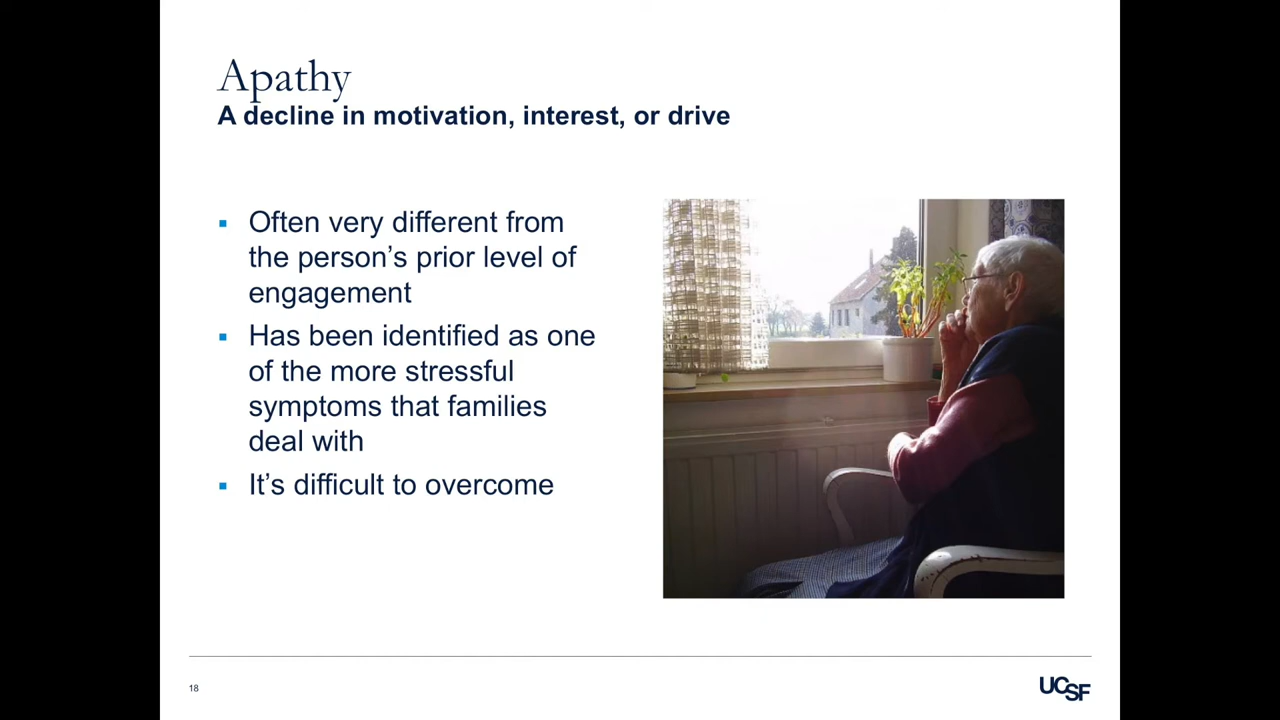 Apathy
A decline in motivation, interest, or drive
Often very different from
the person’s prior level of
engagement
Has been identified as one
of the more stressful
symptoms that families
deal with
It’s difficult to overcome
18
UCSF